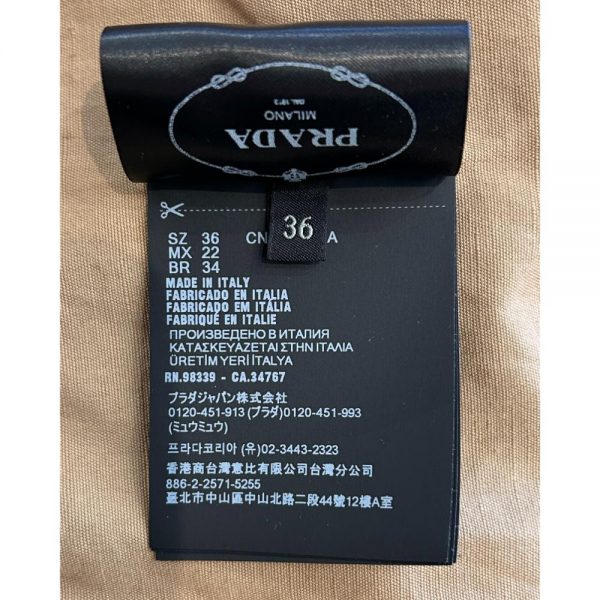 PRADA
MILANO
36
SZ 36 CN A
MX 22
BR 34
MADE IN ITALY
FABRICADO EN ITALIA
FABRICADO EM ITÁLIA
FABRIQUÉ EN ITALIE
ПРОИЗВЕДЕНО В ИТАЛИЯ
ΚΑΤΑΣΚΕΥΑΖΕΤΑΙ ΣΤΗΝ ΙΤΑΛΙΑ
ÜRETİM YERİ İTALYA
RN.98339 - CA.34767
プラダジャパン株式会社
0120-451-913 (プラダ)0120-451-993
(ミュウミュウ)
프라다코리아 (유)02-3443-2323
香港商台灣意比有限公司台灣分公司
886-2-2571-5255
臺北市中山區中山北路二段44號12樓A室